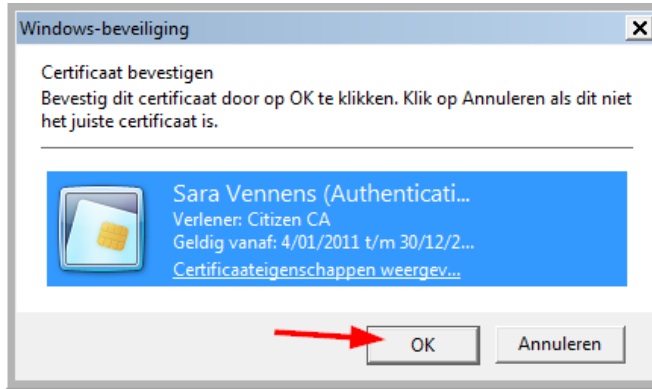 Windows-beveiliging
Certificaat bevestigen
Bevestig dit certificaat door op OK te klikken. Klik op Annuleren als dit niet
het juiste certificaat is.
Sara Vennens (Authenticati...
Verlener: Citizen CA
Geldig vanaf: 4/01/2011 t/m 30/12/2...
Certificaateigenschappen weergev...
OK
Annuleren